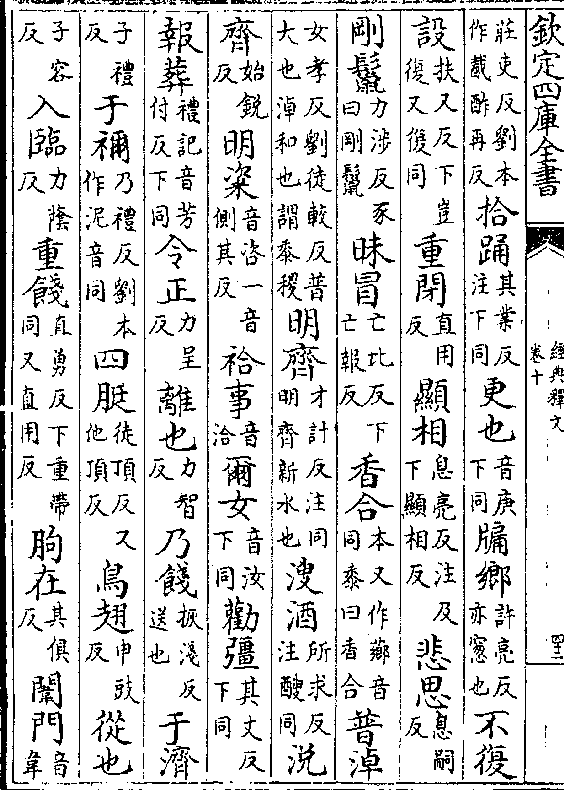 欽定四庫全書
經典釋文
卷十
莊吏反劉本作胾酢再反拾踊其業反注下同更也音庚下同牖鄉許亮反亦窻也不復
設扶又反下豈復又復同重閉直用反顯相息亮反注及下顯相反悲思息嗣反
剛鬣力涉反豕曰剛鬣昧冒亡比反下亡報反香合本又作薌音同黍曰香合普淖
女孝反劉徒較反普大也淖和也謂黍稷明齊才計反注同明齊新水也溲酒所求反注醙同涚
齊始銳反明粢音咨一音側其反祫事音洽爾女音汝下同勸彊其丈反下同
報葬禮記音芳付反下同令正力呈反離也力智反乃餞扳淺反送也于濟
子禮反于禰乃禮反劉本作泥音同四脡徒頂反又他頂反鳥翅申豉反從也
子容反入臨力蔭反重餞直勇反下重帶同又直用反朐在其俱反闈門音韋